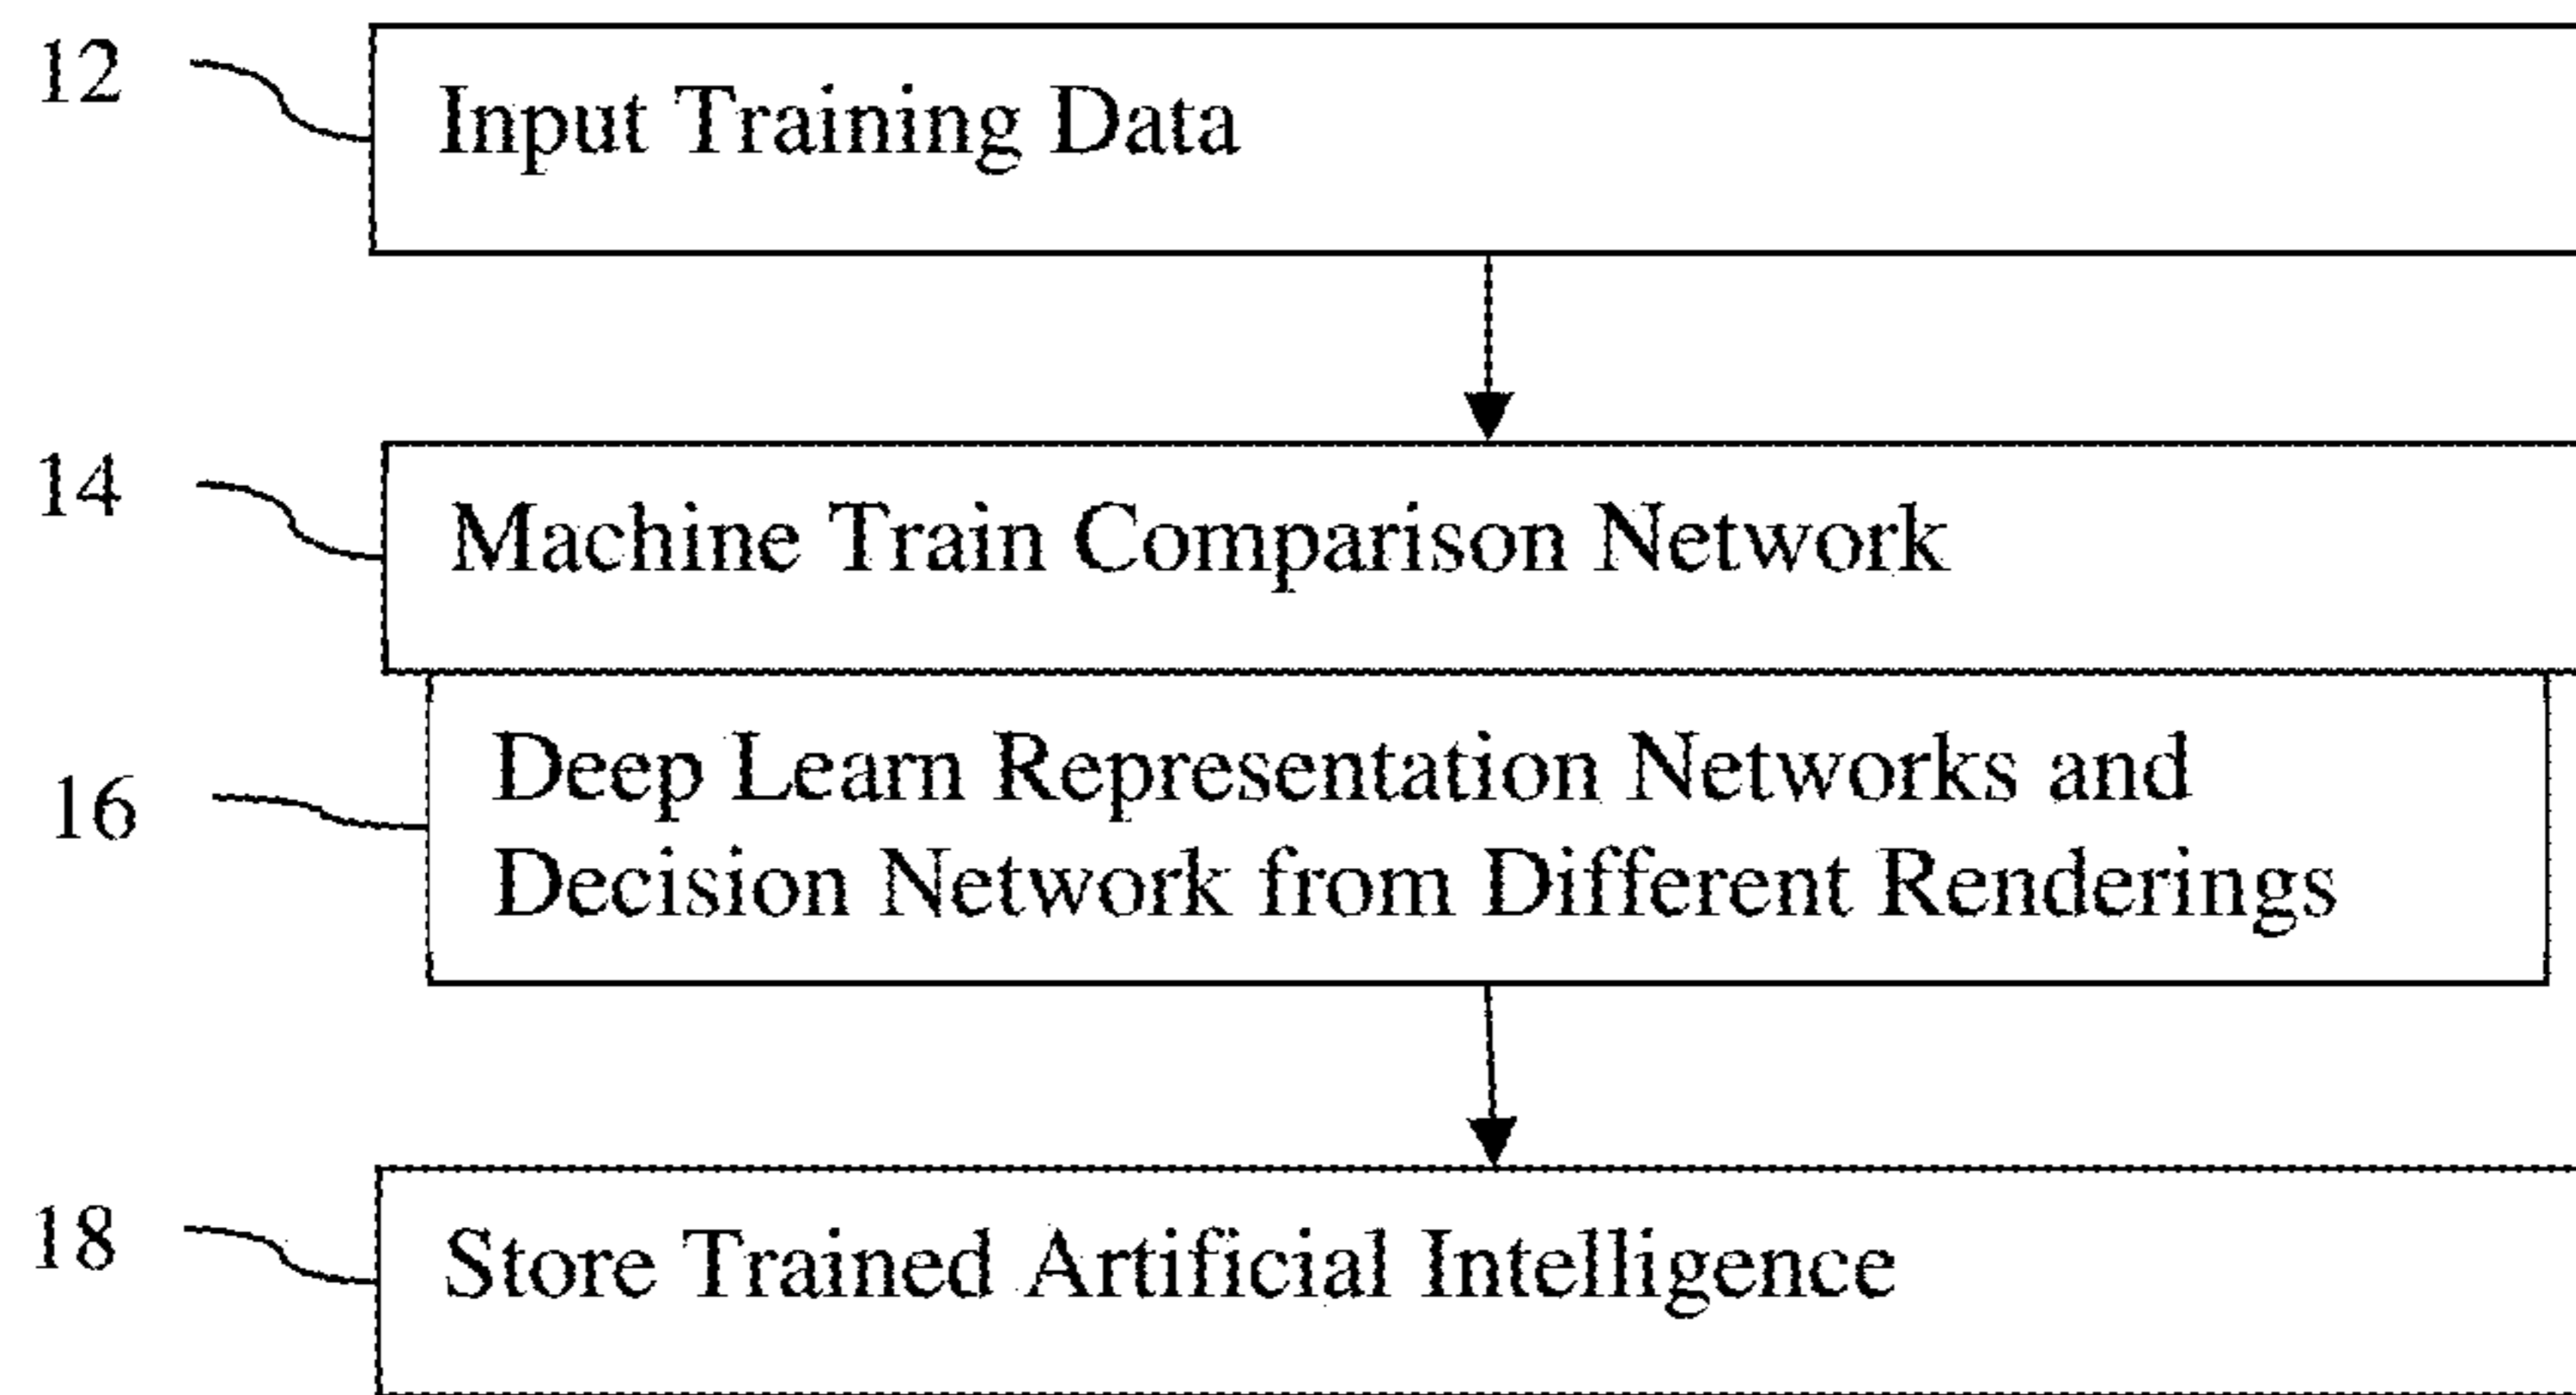 12
Input Training Data
14
Machine Train Comparison Network
16
Deep Learn Representation Networks and
Decision Network from Different Renderings
18
Store Trained Artificial Intelligence